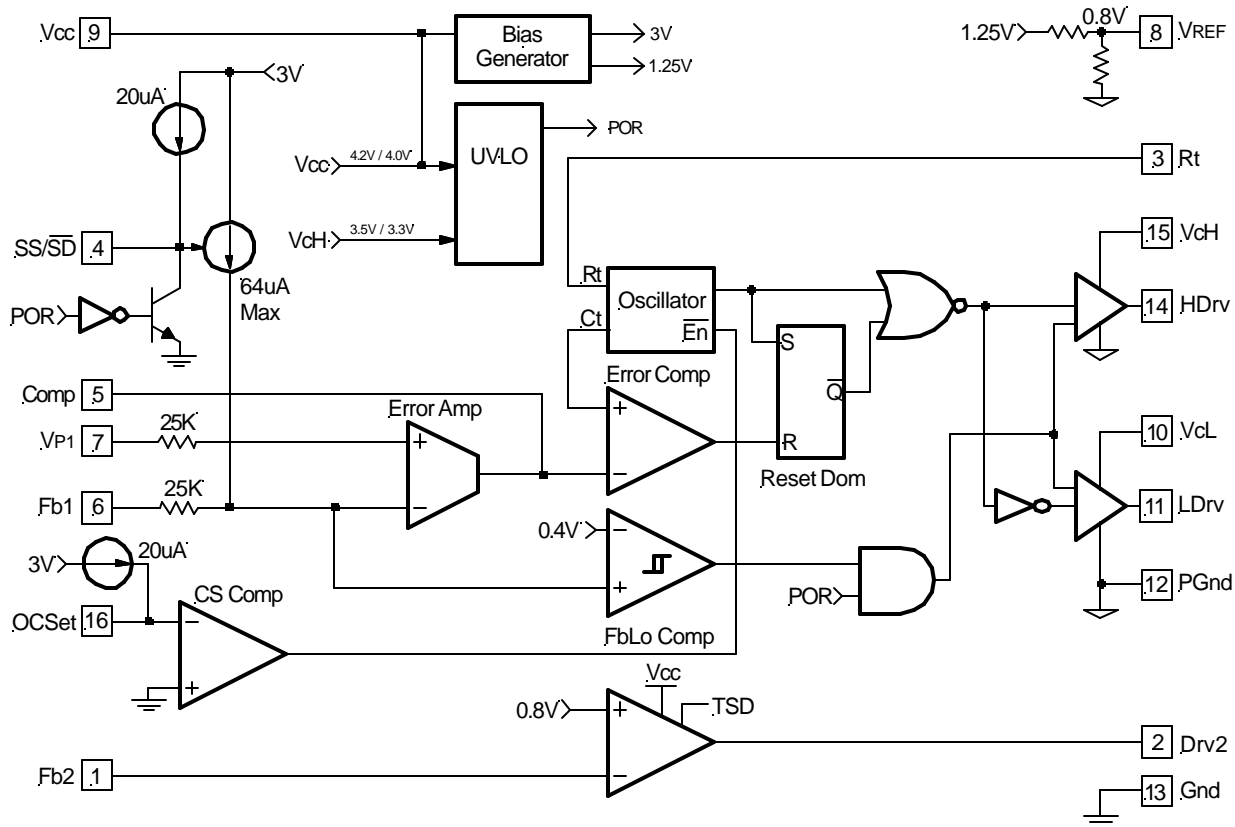 Vcc 9
Bias
Generator
3V
1.25V
1.25V
0.8V
8 VREF
20uA
3V
POR
UVLO
Vcc 4.2V / 4.0V
VcH 3.5V / 3.3V
3 Rt
SS/SD 4
64uA
Max
POR
Rt
Oscillator
Ct
En
15 VcH
14 HDrv
S
Q
R
Reset Dom
Error Comp
+
-
Comp 5
Error Amp
VP1 7
25K
+
Fb1 6
25K
-
10 VcL
11 LDrv
12 PGnd
0.4V
-
+
FbLo Comp
POR
3V
20uA
OCSet 16
CS Comp
-
+
Vcc
TSD
0.8V
+
-
2 Drv2
Fb2 1
13 Gnd